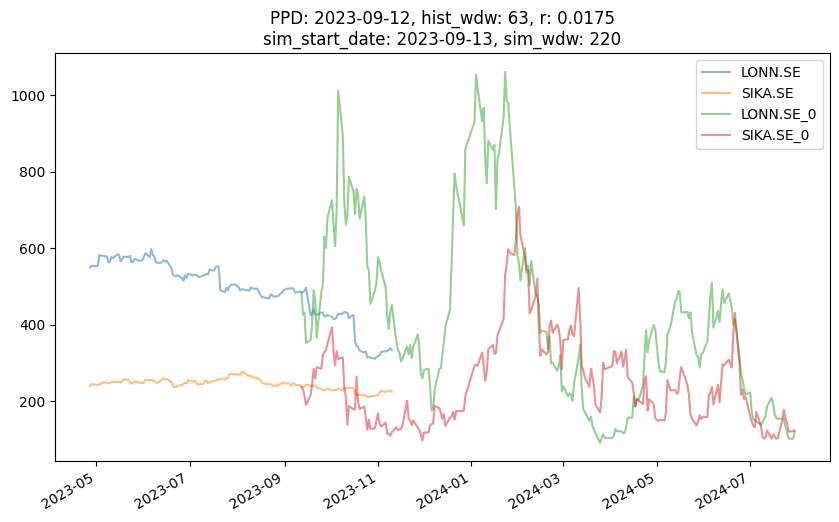 PPD: 2023-09-12, hist_wdw: 63, r: 0.0175
sim_start_date: 2023-09-13, sim_wdw: 220
LONN.SE
SIKA.SE
LONN.SE_0
SIKA.SE_0
1000
800
600
400
200
2023-05
2023-07
2023-09
2023-11
2024-01
2024-03
2024-05
2024-07